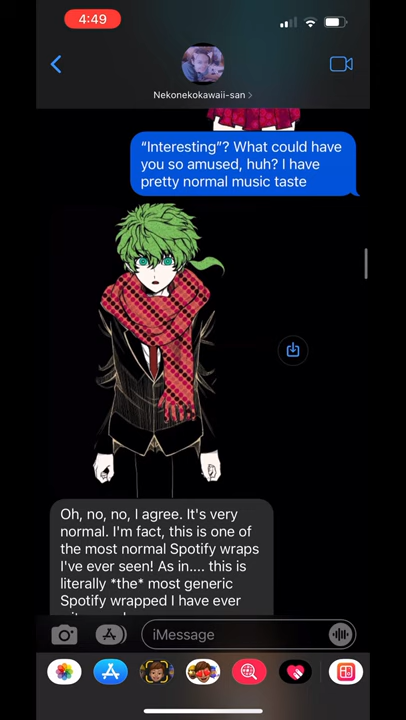 4:49
Nekonekokawaii-san >
“Interesting”? What could have
you so amused, huh? I have
pretty normal music taste
Oh, no, no, I agree. It's very
normal. I'm fact, this is one of
the most normal Spotify wraps
I've ever seen! As in.... this is
literally *the* most generic
Spotify wrapped I have ever
iMessage